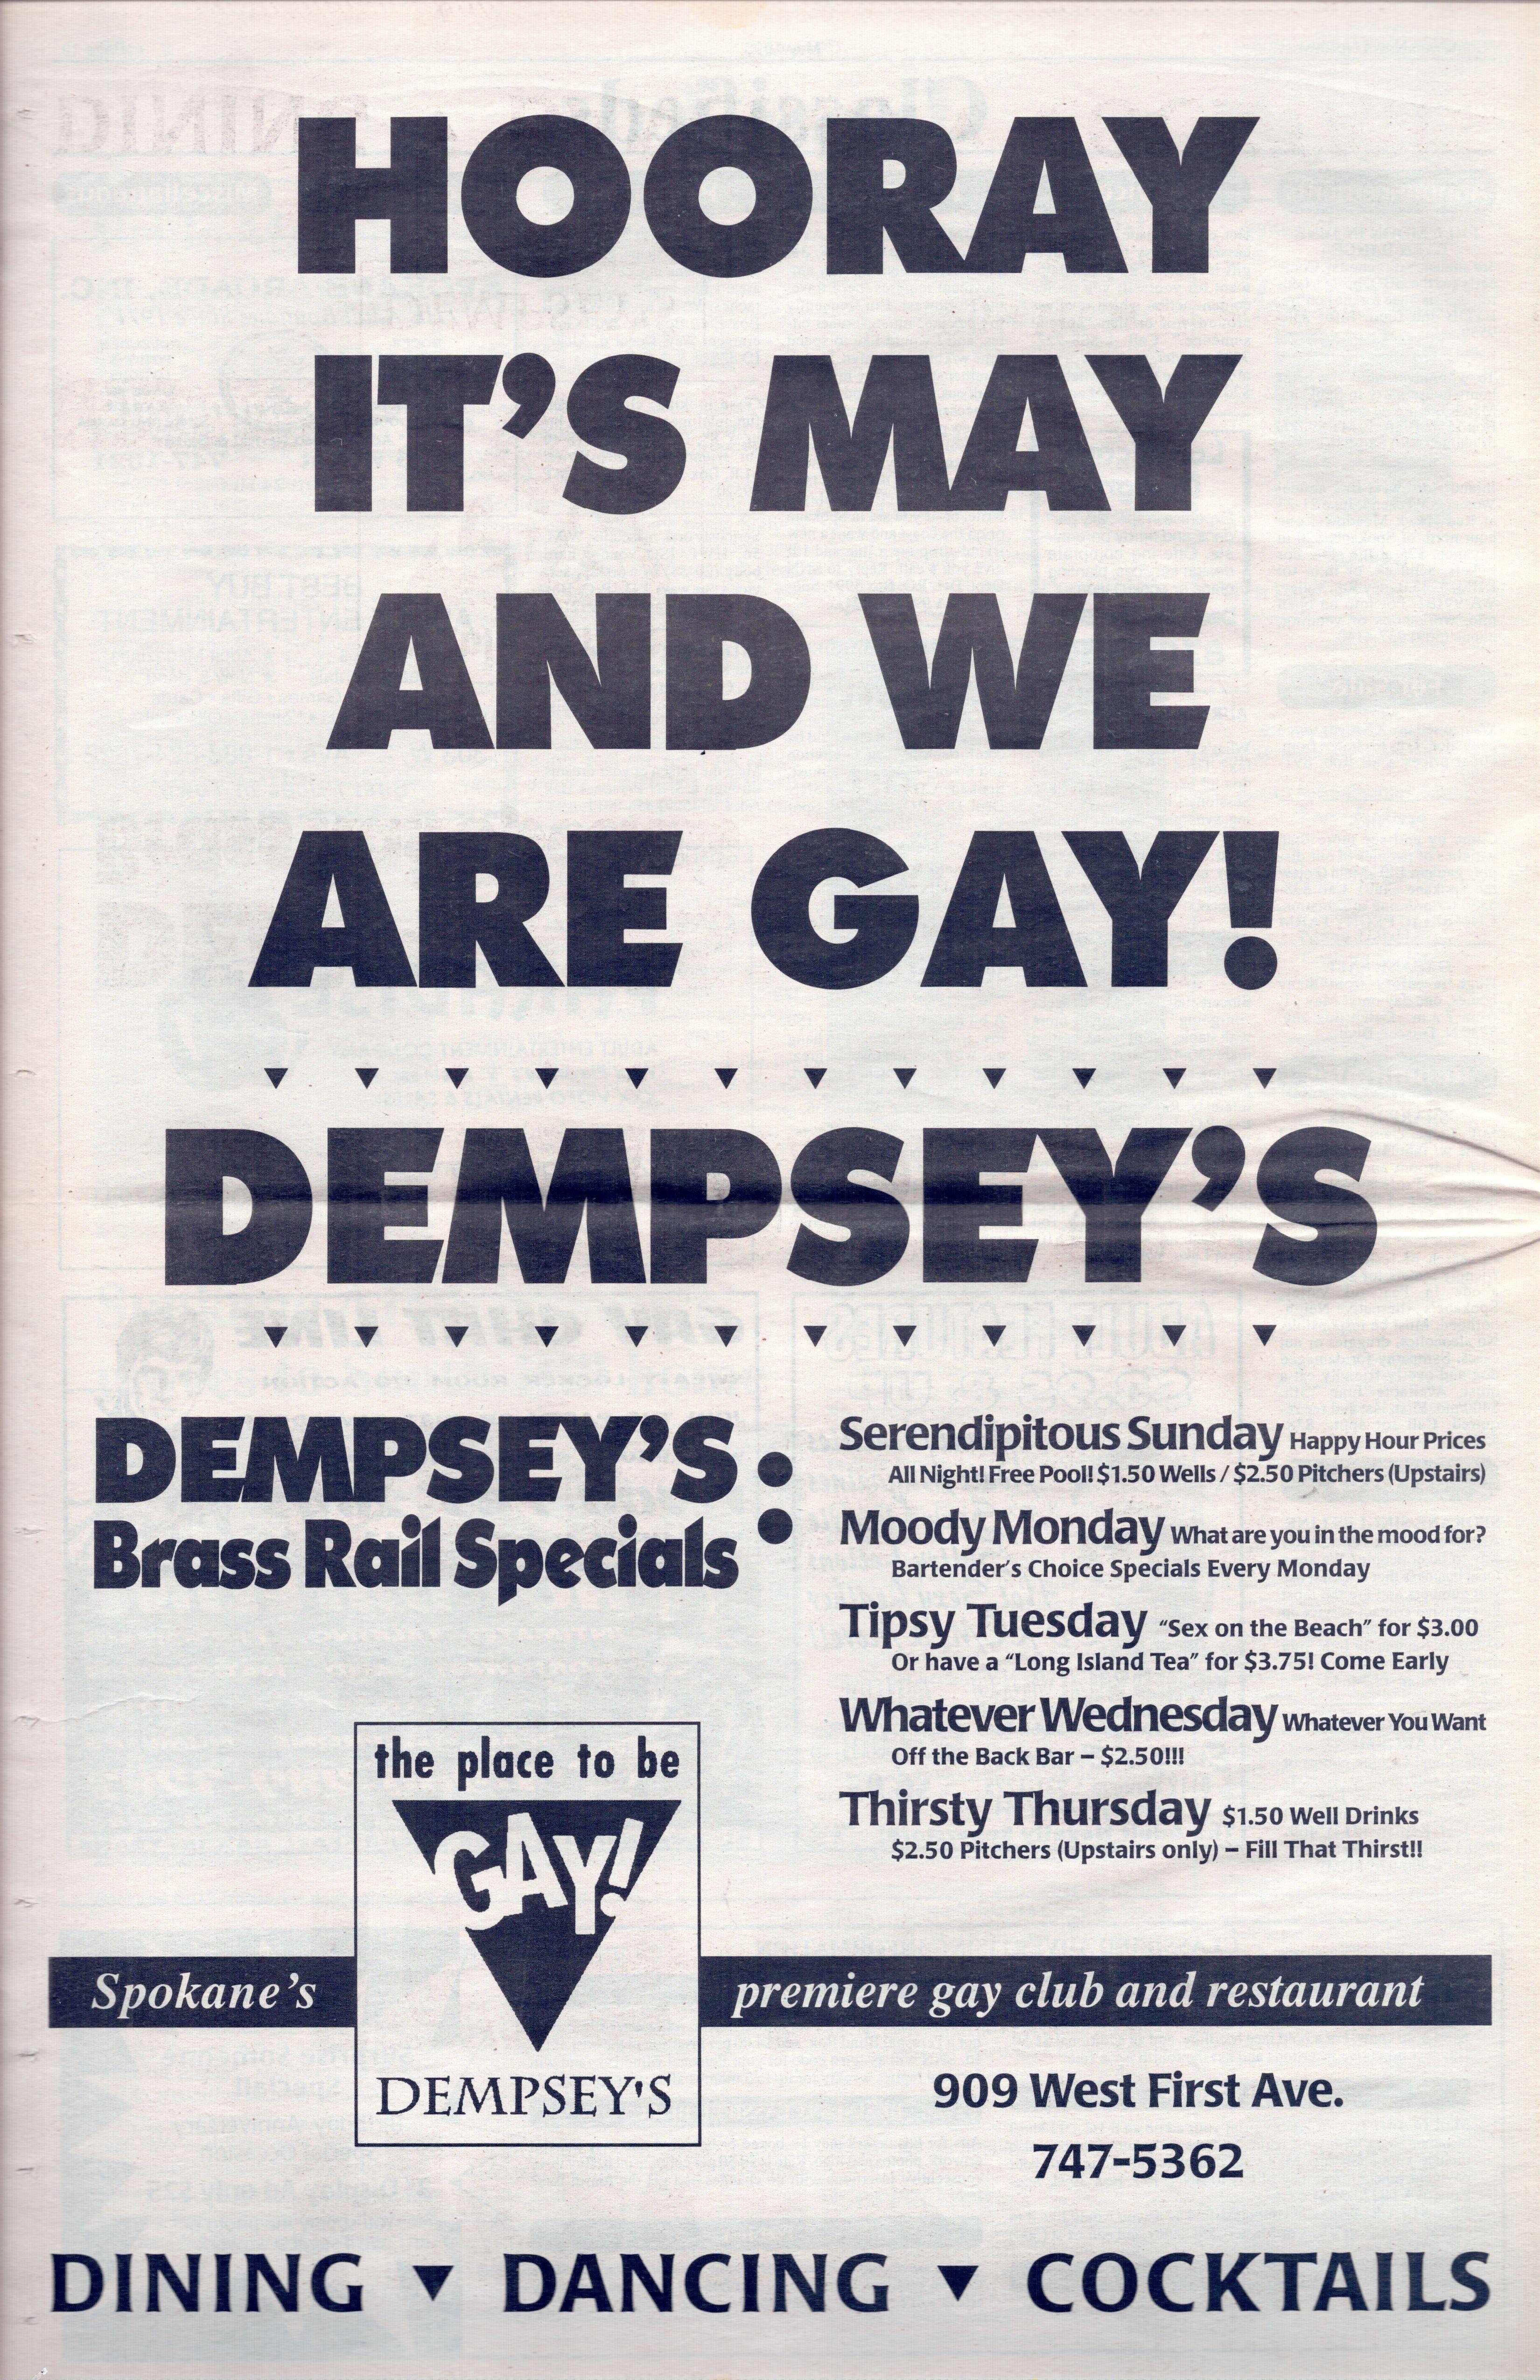 HOORAY
IT'S MAY
AND WE
ARE GAY!
DEMPSEY'S
DEMPSEY'S:
Brass Rail Specials
Serendipitous Sunday Happy Hour Prices
All Night! Free Pool! $1.50 Wells / $2.50 Pitchers (Upstairs)
Moody Monday What are you in the mood for?
Bartender's Choice Specials Every Monday
Tipsy Tuesday "Sex on the Beach" for $3.00
Or have a "Long Island Tea" for $3.75! Come Early
Whatever Wednesday Whatever You Want
Off the Back Bar – $2.50!!!
Thirsty Thursday $1.50 Well Drinks
$2.50 Pitchers (Upstairs only) – Fill That Thirst!!
the place to be
GAY!
DEMPSEY'S
Spokane's premiere gay club and restaurant
909 West First Ave.
747-5362
DINING ▼ DANCING ▼ COCKTAILS